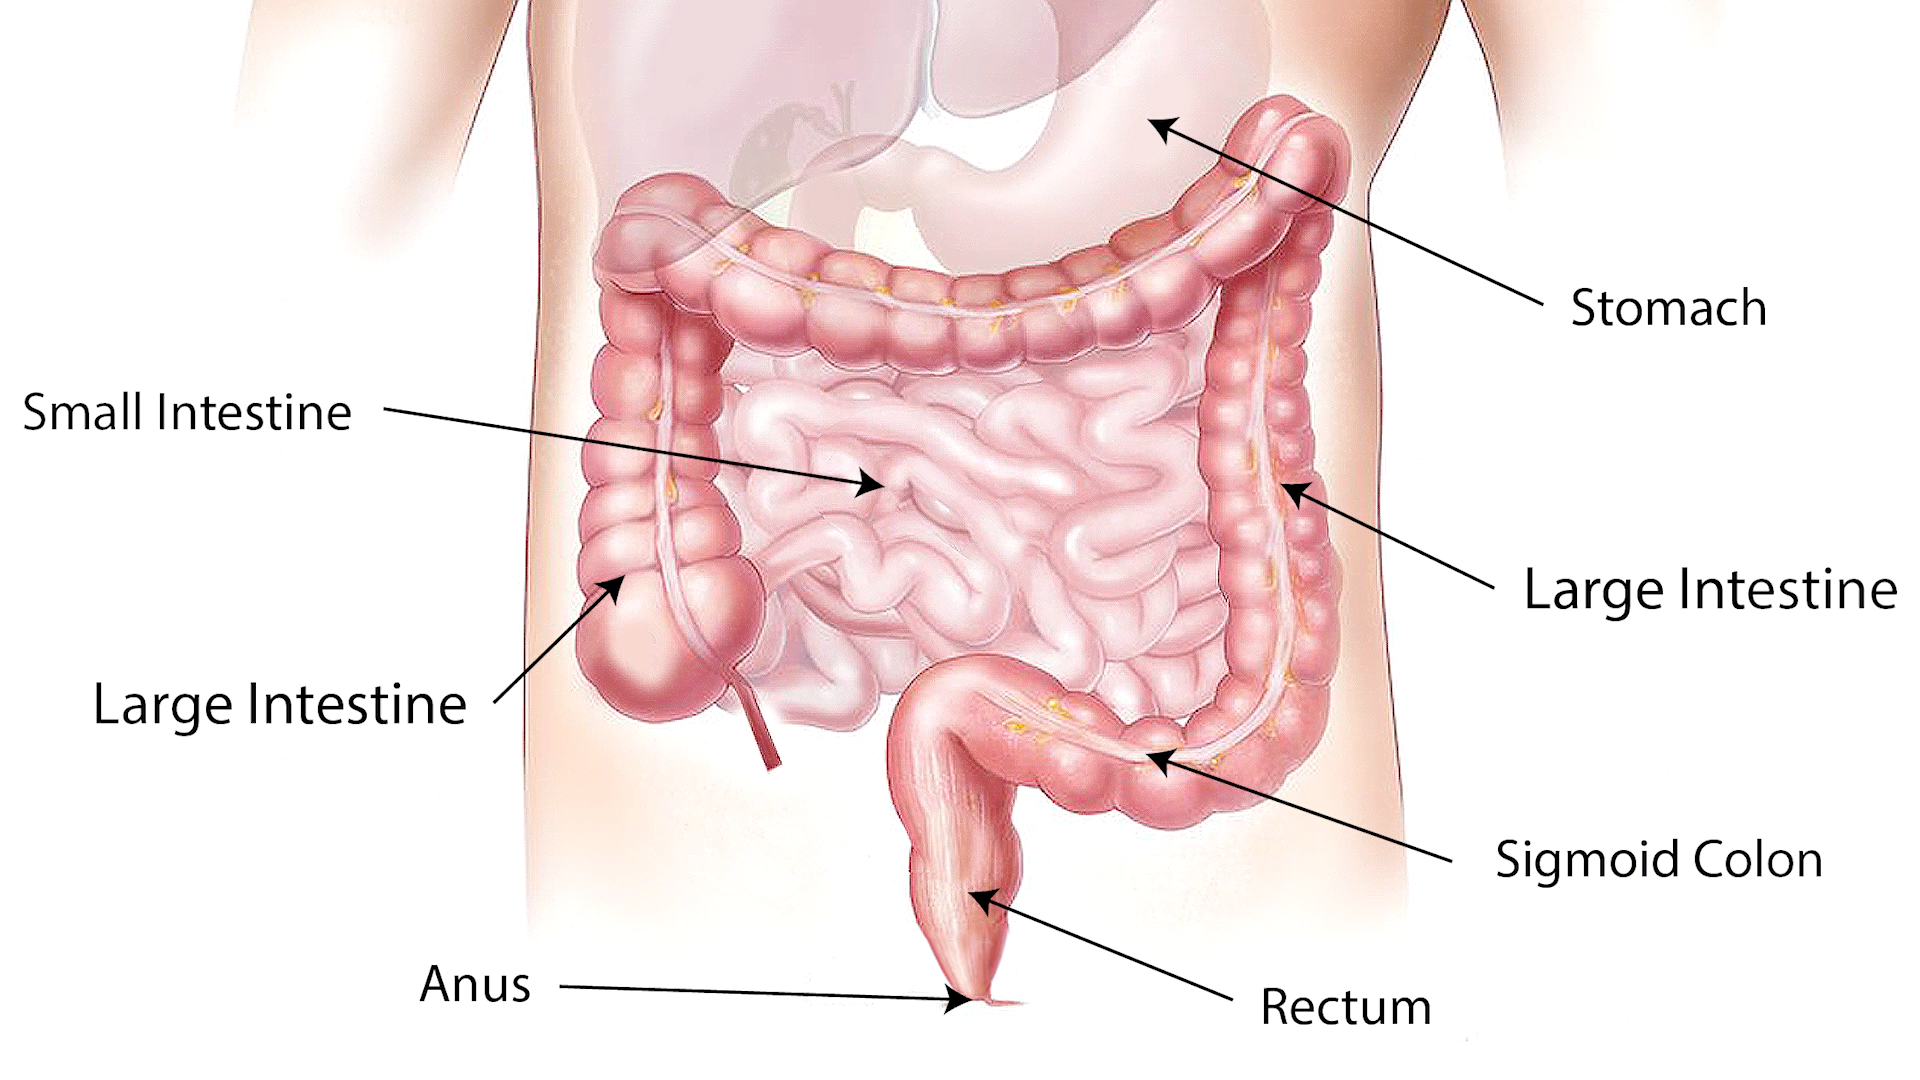 Stomach
Small Intestine
Large Intestine
Large Intestine
Sigmoid Colon
Anus
Rectum